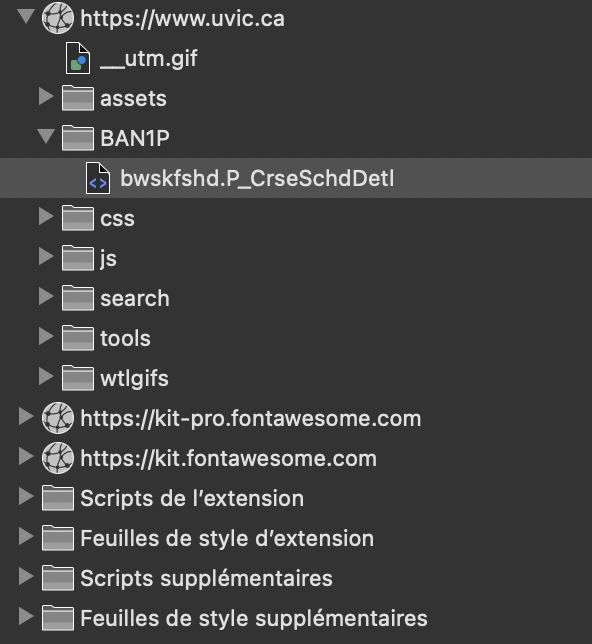 https://www.uvic.ca
__utm.gif
assets
BAN1P
bwskfshd.P_CrseSchdDetl
css
js
search
tools
wtlgifs
https://kit-pro.fontawesome.com
https://kit.fontawesome.com
Scripts de l’extension
Feuilles de style d’extension
Scripts supplémentaires
Feuilles de style supplémentaires